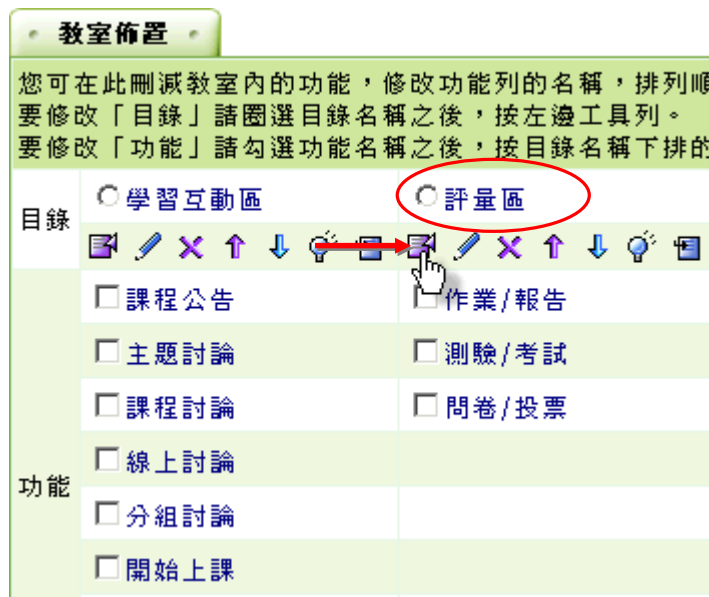 教室佈置
您可在此刪減教室內的功能，修改功能列的名稱，排列順
要修改「目錄」請圈選目錄名稱之後，按左邊工具列。
要修改「功能」請勾選功能名稱之後，按目錄名稱下排的
目錄 學習互動區 評量區
課程公告 作業/報告
主題討論 測驗/考試
課程討論 問卷/投票
線上討論
功能
分組討論
開始上課